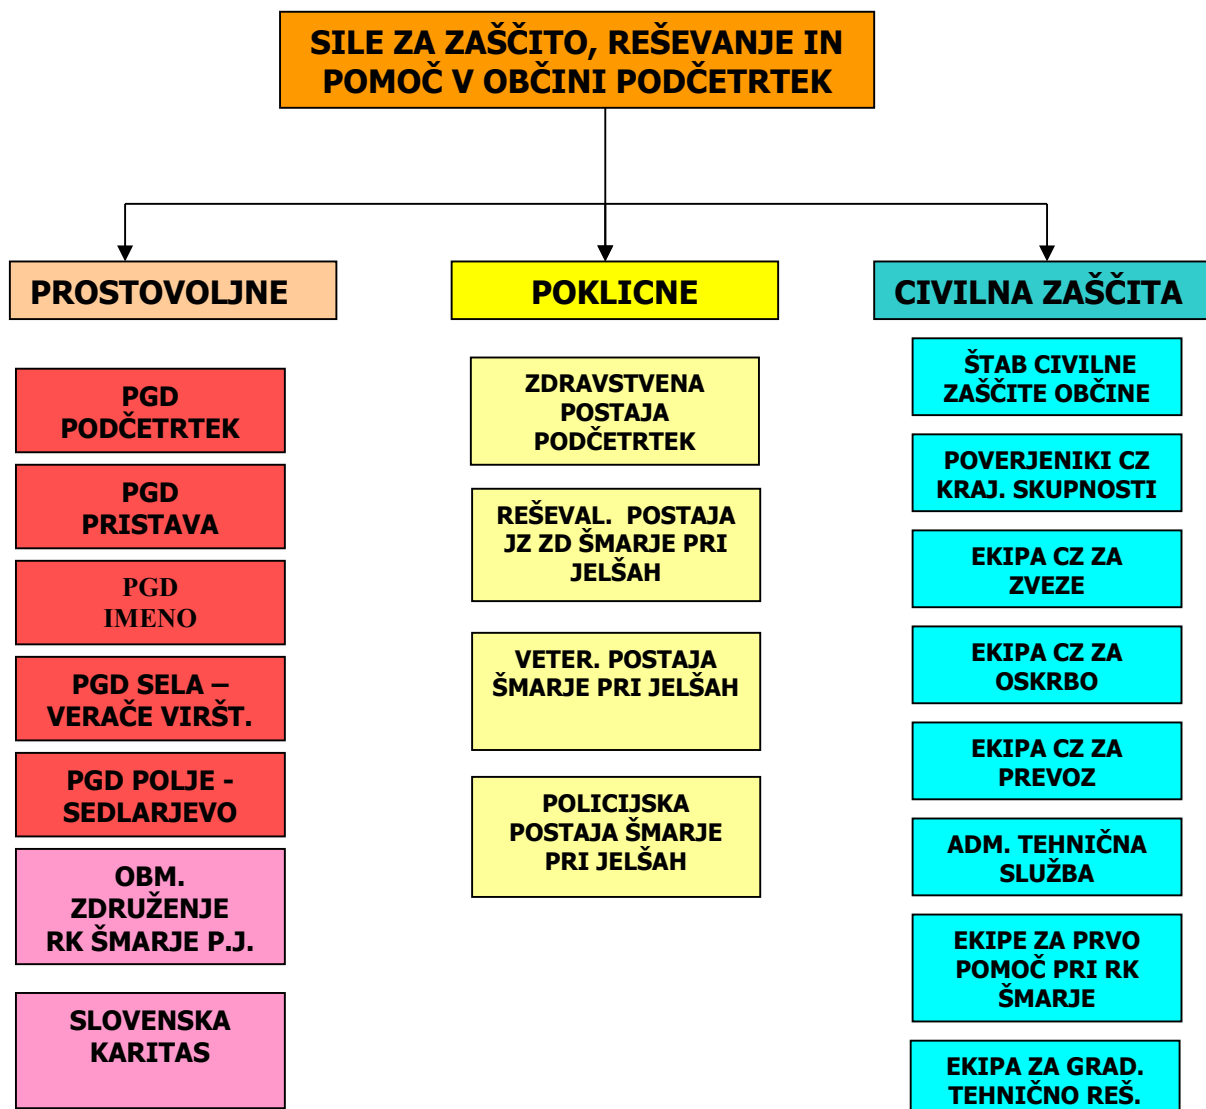 SILE ZA ZAŠČITO, REŠEVANJE IN
POMOČ V OBČINI PODČETRTEK
PROSTOVOLJNE
PGD
PODČETRTEK
PGD
PRISTAVA
PGD
IMENO
PGD SELA –
VERAČE VIRŠT.
PGD POLJE -
SEDLARJEVO
OBM.
ZDRUŽENJE
RK ŠMARJE P.J.
SLOVENSKA
KARITAS
POKLICNE
ZDRAVSTVENA
POSTAJA
PODČETRTEK
REŠEVAL. POSTAJA
JZ ZD ŠMARJE PRI
JELŠAH
VETER. POSTAJA
ŠMARJE PRI JELŠAH
POLICIJSKA
POSTAJA ŠMARJE
PRI JELŠAH
CIVILNA ZAŠČITA
ŠTAB CIVILNE
ZAŠČITE OBČINE
POVERJENIKI CZ
KRAJ. SKUPNOSTI
EKIPA CZ ZA
ZVEZE
EKIPA CZ ZA
OSKRBO
EKIPA CZ ZA
PREVOZ
ADM. TEHNIČNA
SLUŽBA
EKIPE ZA PRVO
POMOČ PRI RK
ŠMARJE
EKIPA ZA GRAD.
TEHNIČNO REŠ.